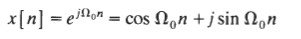 x[n] = e^{jΩ₀n} = cos Ω₀n + j sin Ω₀n